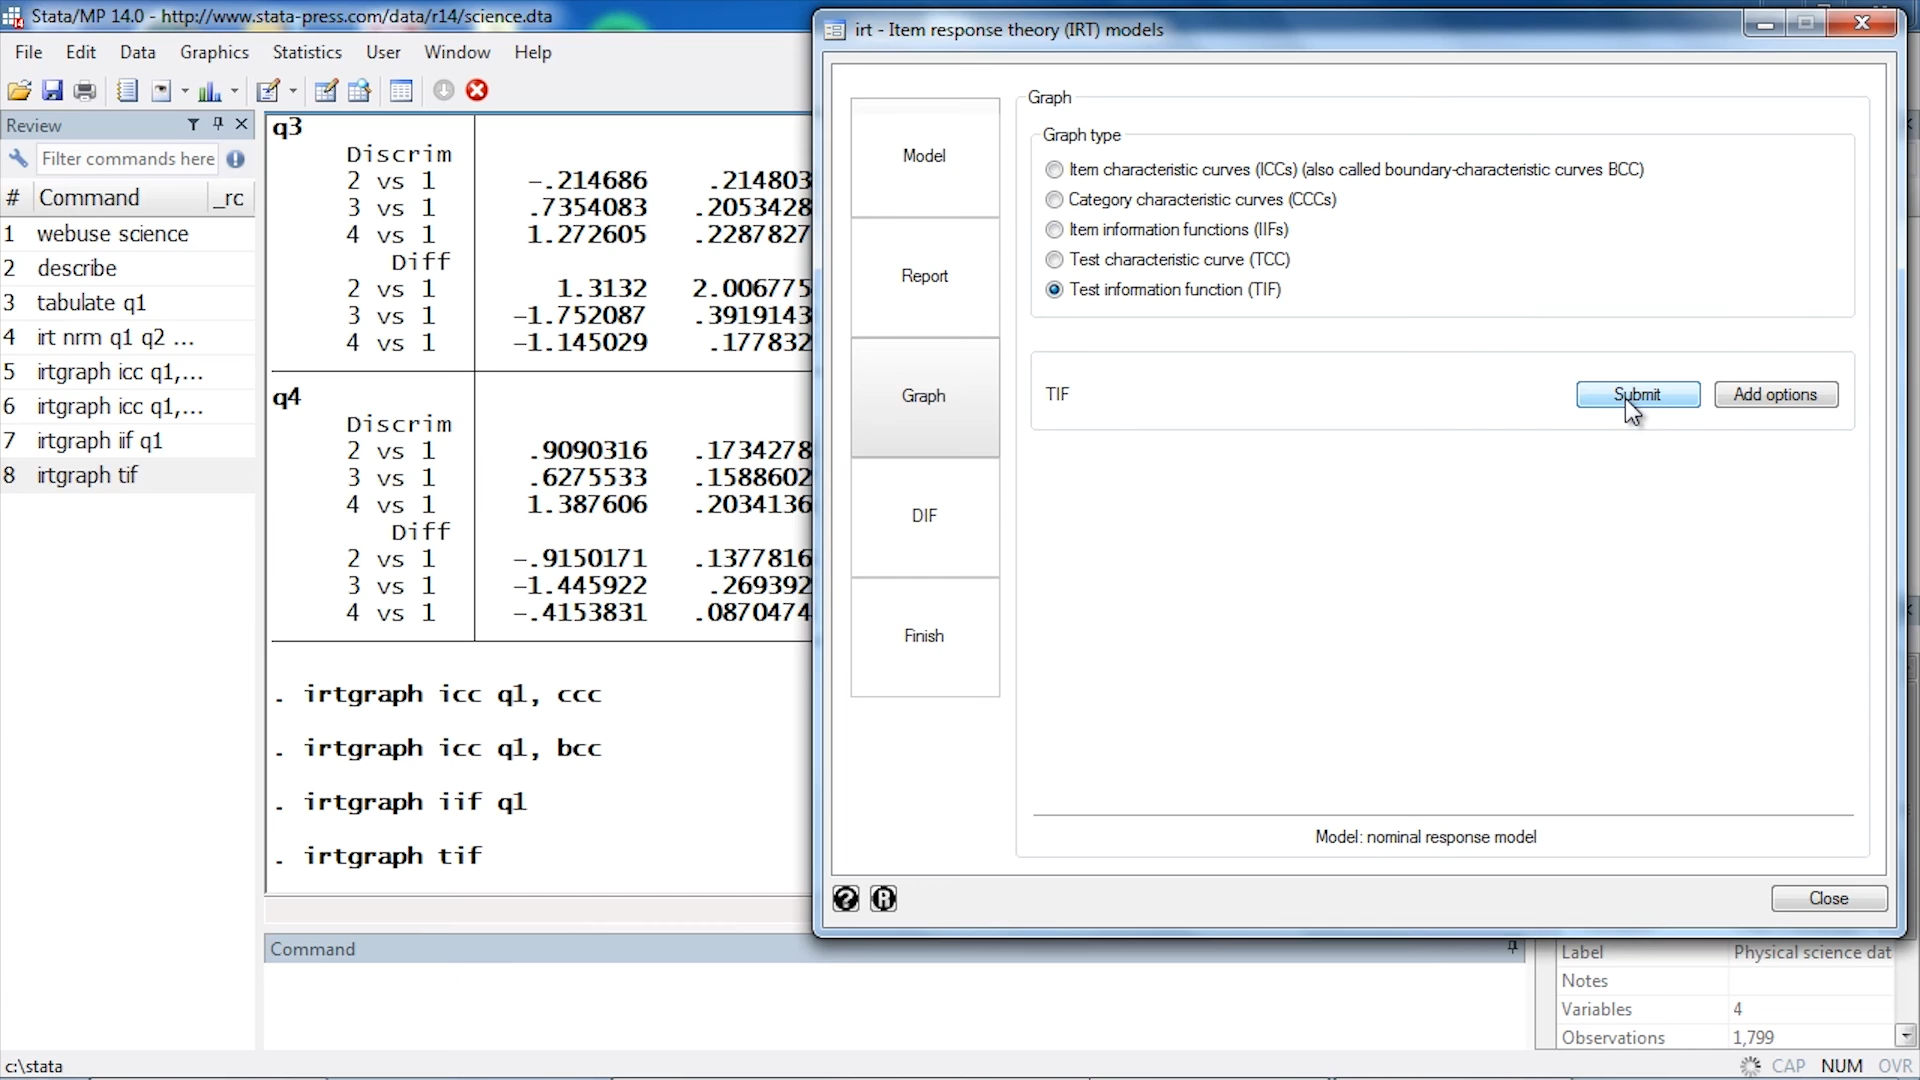 Stata/MP 14.0 - http://www.stata-press.com/data/r14/science.dta
File Edit Data Graphics Statistics User Window Help
Review
Filter commands here
# Command _rc
1 webuse science
2 describe
3 tabulate q1
4 irt nrm q1 q2 ...
5 irtgraph icc q1,...
6 irtgraph icc q1,...
7 irtgraph iif q1
8 irtgraph tif
q3
Discrim
2 vs 1 -.214686 .214803
3 vs 1 .7354083 .2053428
4 vs 1 1.272605 .2287827
Diff
2 vs 1 1.3132 2.006775
3 vs 1 -1.752087 .3919143
4 vs 1 -1.145029 .177832
q4
Discrim
2 vs 1 .9090316 .1734278
3 vs 1 .6275533 .1588602
4 vs 1 1.387606 .2034136
Diff
2 vs 1 -.9150171 .1377816
3 vs 1 -1.445922 .269392
4 vs 1 -.4153831 .0870474
. irtgraph icc q1, ccc
. irtgraph icc q1, bcc
. irtgraph iif q1
. irtgraph tif
Command
irt - Item response theory (IRT) models
Model
Report
Graph
DIF
Finish
Graph
Graph type
Item characteristic curves (ICCs) (also called boundary-characteristic curves BCC)
Category characteristic curves (CCCs)
Item information functions (IIFs)
Test characteristic curve (TCC)
Test information function (TIF)
TIF Submit Add options
Model: nominal response model
? R Close
Label Physical science dat
Notes
Variables 4
Observations 1,799
c:\stata CAP NUM OVR